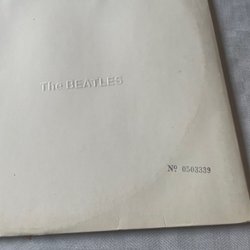 The BEATLES
Nº 0503339